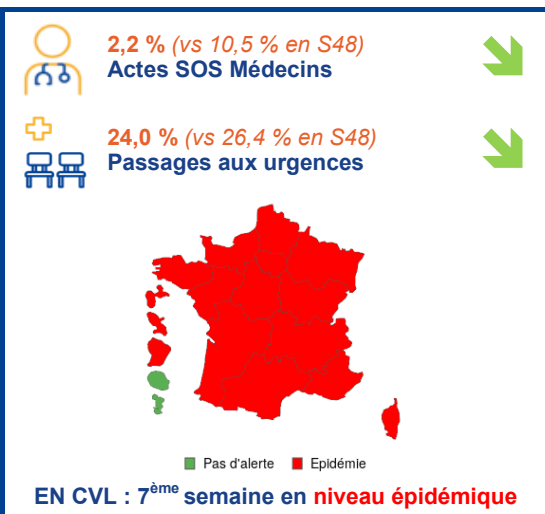 2,2 % (vs 10,5 % en S48)
Actes SOS Médecins
24,0 % (vs 26,4 % en S48)
Passages aux urgences
Pas d'alerte Epidémie
EN CVL : 7ème semaine en niveau épidémique